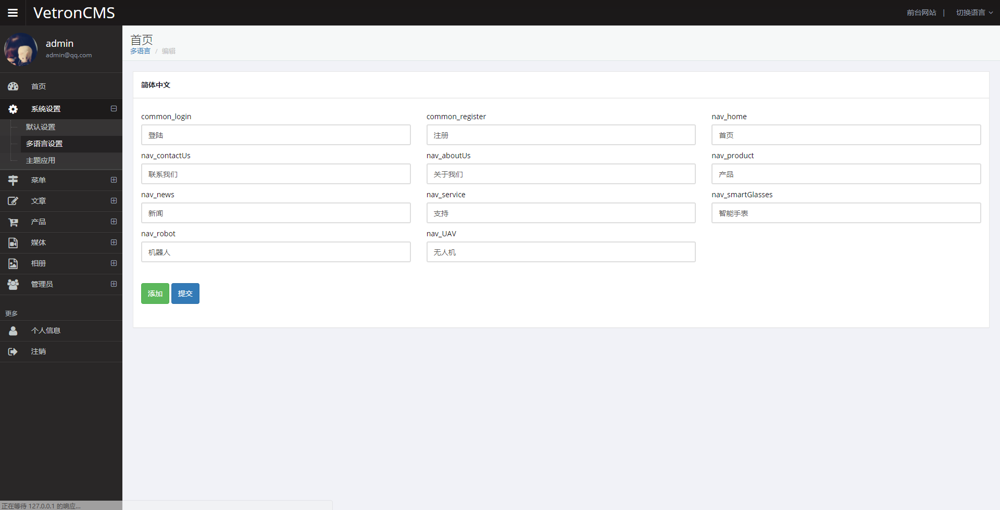 VetronCMS
前台网站 | 切换语言
admin
admin@qq.com
首页
系统设置
默认设置
多语言设置
主题应用
菜单
文章
产品
媒体
相册
管理员
更多
个人信息
注销
首页
多语言 / 编辑
简体中文
common_login common_register nav_home
登陆 注册 首页
nav_contactUs nav_aboutUs nav_product
联系我们 关于我们 产品
nav_news nav_service nav_smartGlasses
新闻 支持 智能手表
nav_robot nav_UAV
机器人 无人机
添加 提交
正在等待 127.0.0.1 的响应...